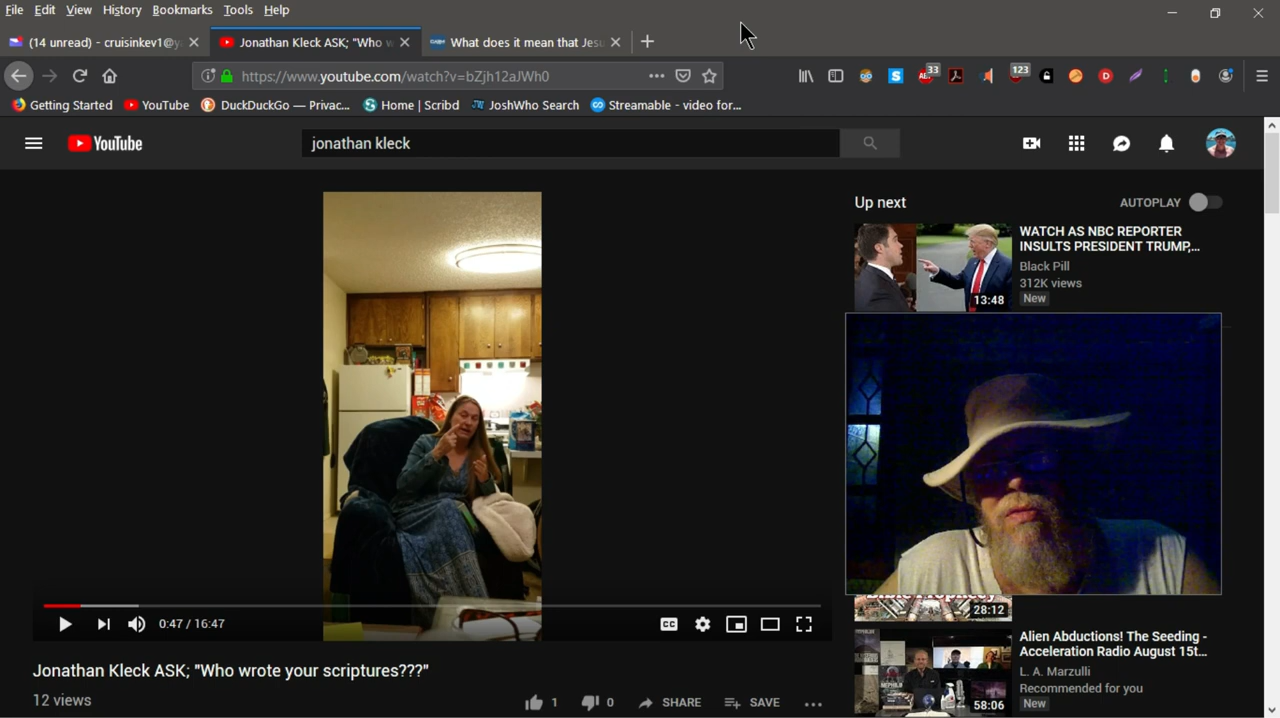 File Edit View History Bookmarks Tools Help
(14 unread) - cruisinkev1@y
Jonathan Kleck ASK; "Who w
What does it mean that Jesu
https://www.youtube.com/watch?v=bZjh12aJWh0
33
123
Getting Started YouTube DuckDuckGo — Privac... Home | Scribd JoshWho Search Streamable - video for...
YouTube
jonathan kleck
Up next
AUTOPLAY
WATCH AS NBC REPORTER
INSULTS PRESIDENT TRUMP,...
Black Pill
312K views
New
13:48
28:12
0:47 / 16:47
CC
Jonathan Kleck ASK; "Who wrote your scriptures???"
12 views
1
0
SHARE
SAVE
Alien Abductions! The Seeding -
Acceleration Radio August 15t...
L. A. Marzulli
Recommended for you
New
58:06